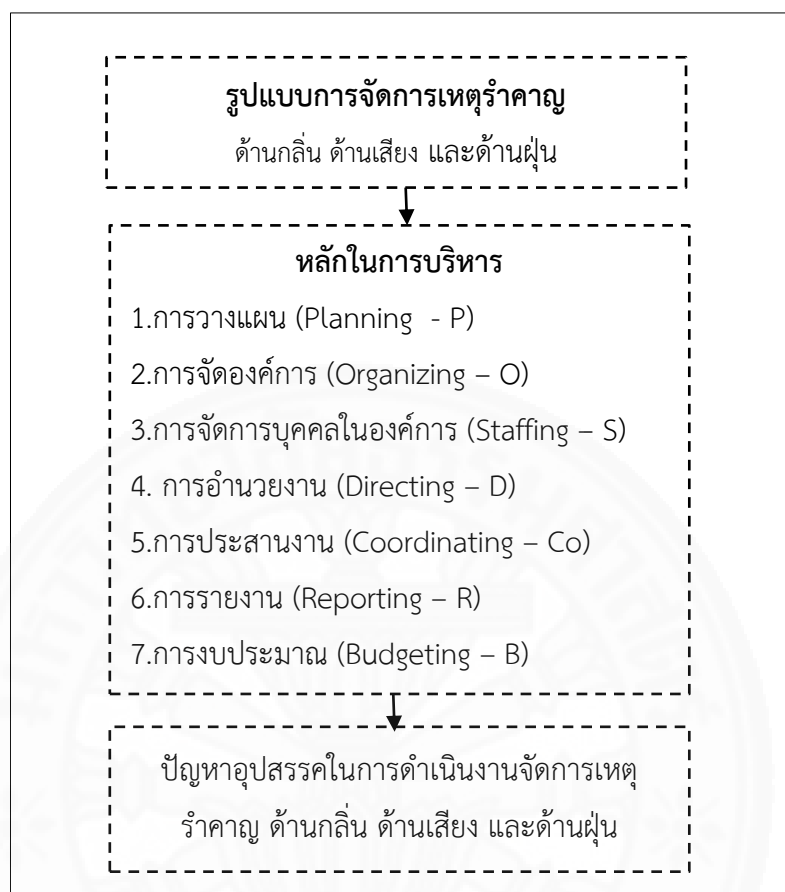 รูปแบบการจัดการเหตุรำคาญ
ด้านกลิ่น ด้านเสียง และด้านฝุ่น
หลักในการบริหาร
1.การวางแผน (Planning - P)
2.การจัดองค์การ (Organizing – O)
3.การจัดการบุคคลในองค์การ (Staffing – S)
4. การอำนวยงาน (Directing – D)
5.การประสานงาน (Coordinating – Co)
6.การรายงาน (Reporting – R)
7.การงบประมาณ (Budgeting – B)
ปัญหาอุปสรรคในการดำเนินงานจัดการเหตุ
รำคาญ ด้านกลิ่น ด้านเสียง และด้านฝุ่น